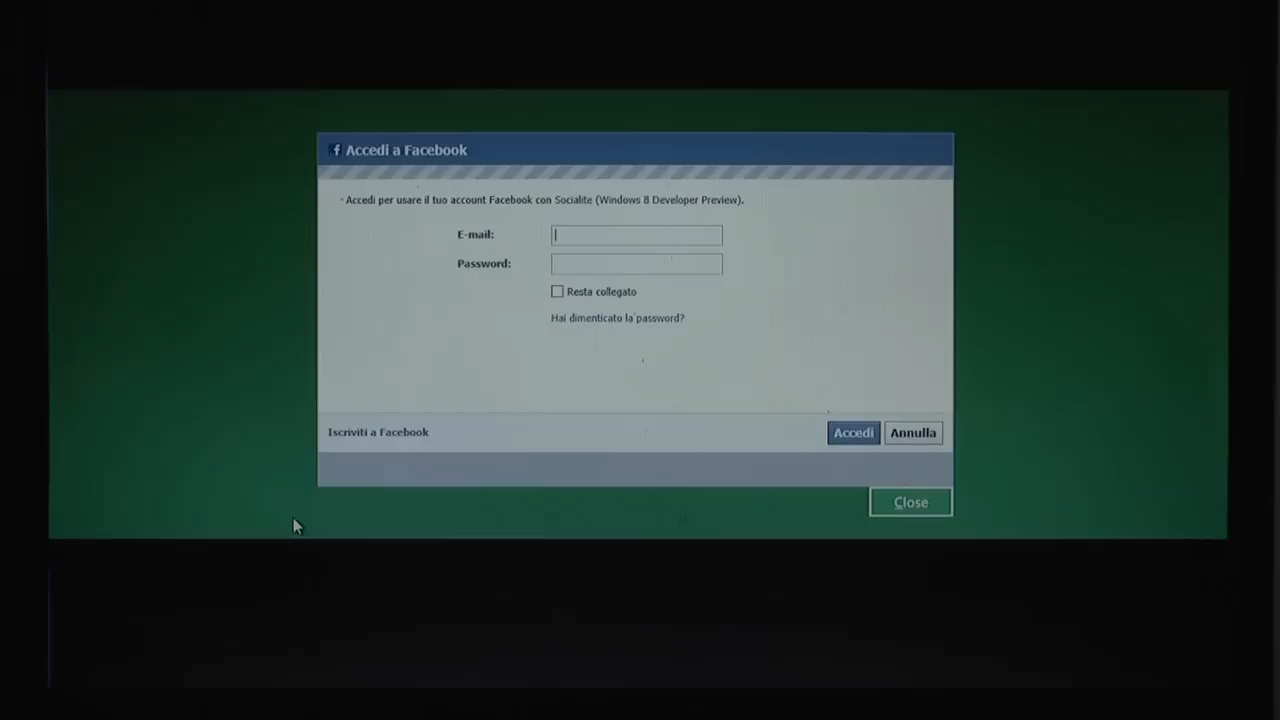 f Accedi a Facebook
Accedi per usare il tuo account Facebook con Socialite (Windows 8 Developer Preview).
E-mail:
Password:
Resta collegato
Hai dimenticato la password?
Iscriviti a Facebook
Accedi Annulla
Close